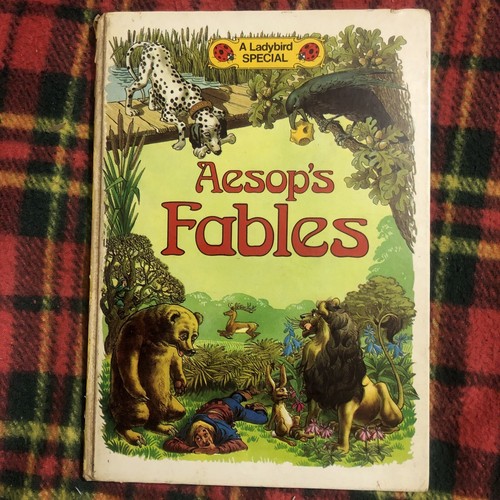 A Ladybird
SPECIAL
Aesop's
Fables